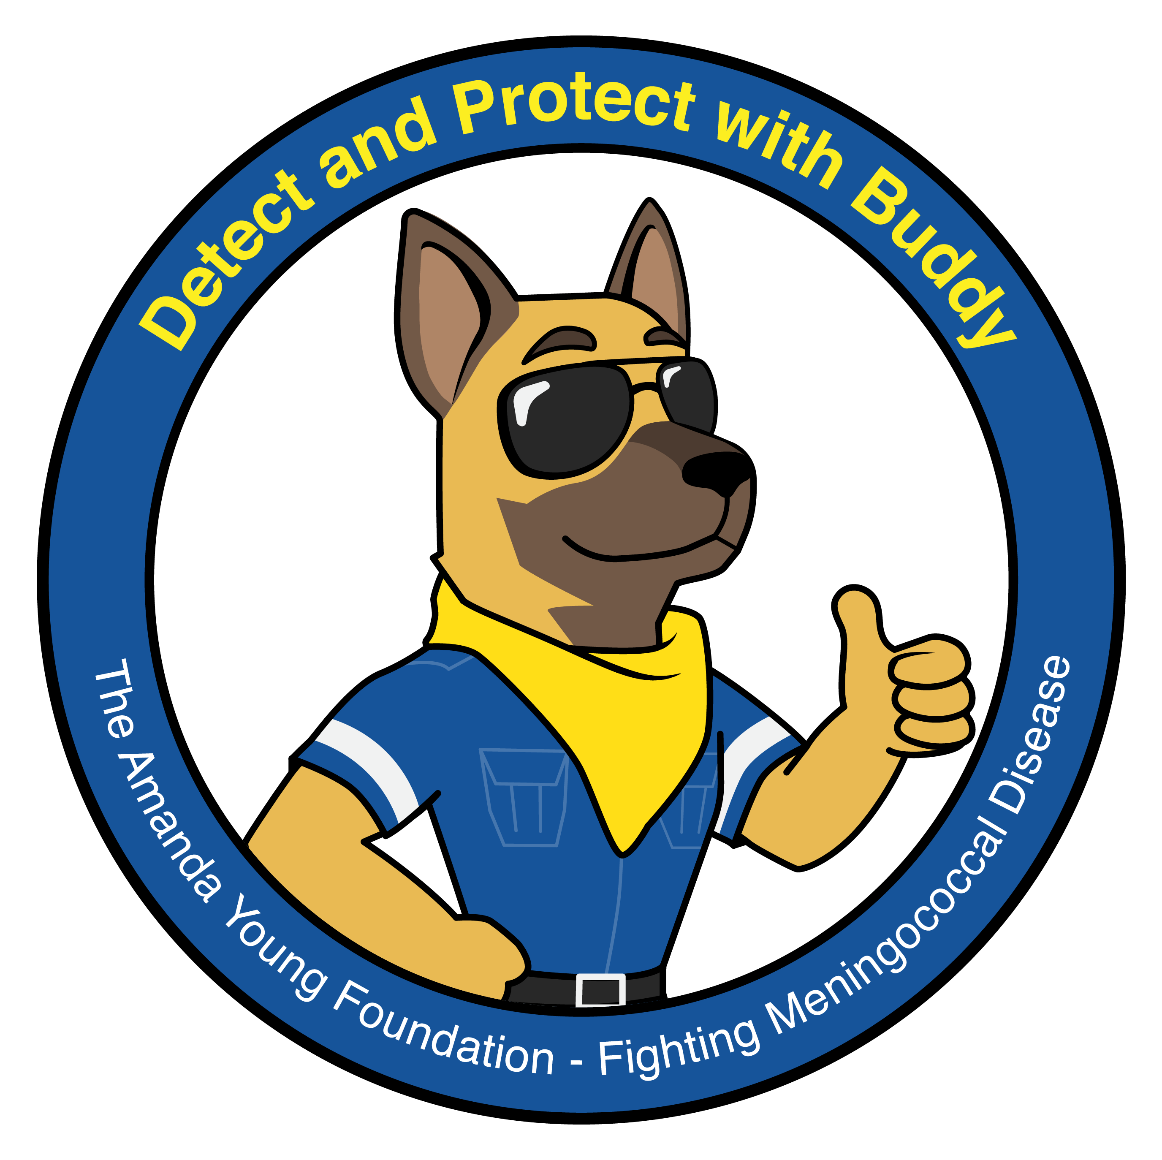 Detect and Protect with Buddy
The Amanda Young Foundation - Fighting Meningococcal Disease